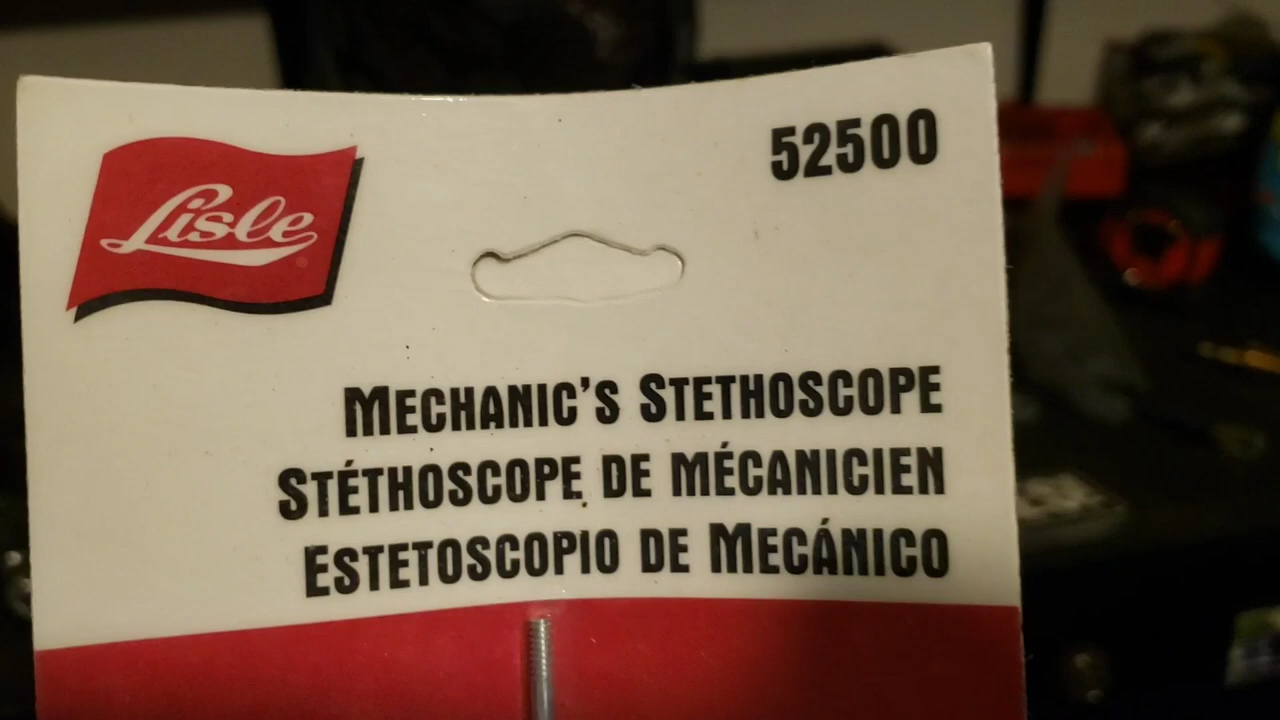 Lisle
52500
MECHANIC'S STETHOSCOPE
STÉTHOSCOPE DE MÉCANICIEN
ESTETOSCOPIO DE MECÁNICO